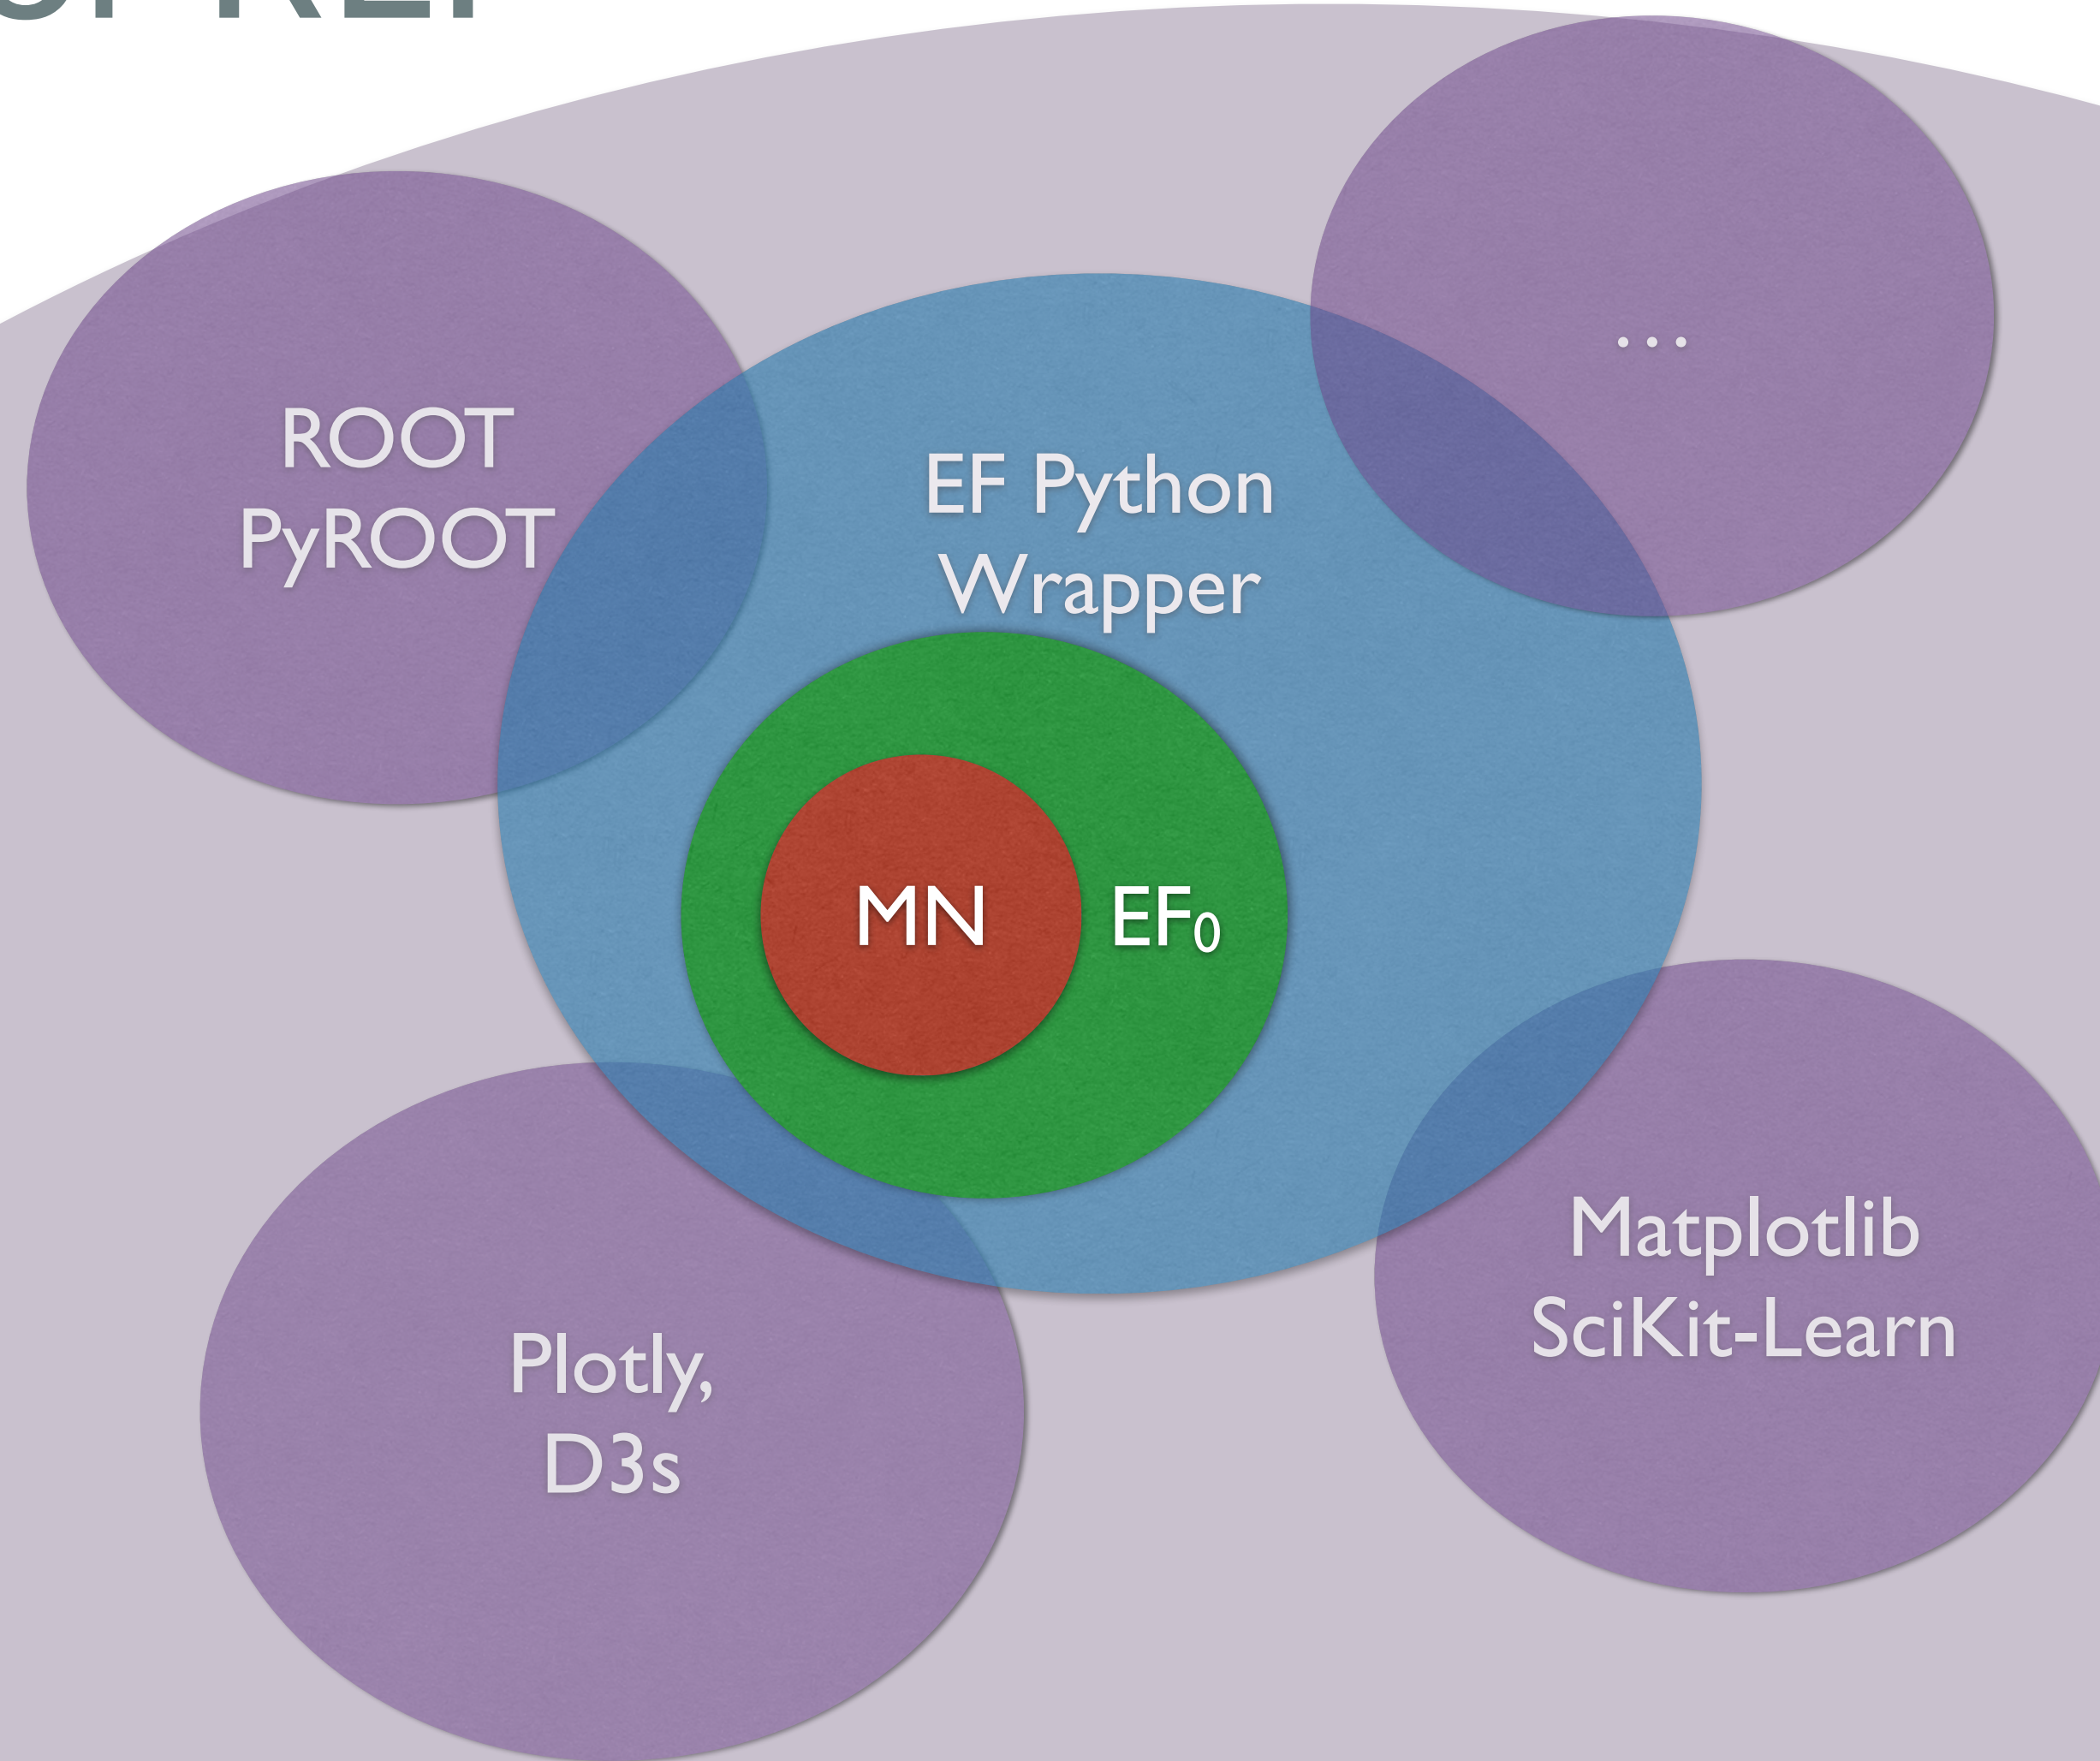 ROOT
PyROOT
...
EF Python
Wrapper
MN
EF₀
Matplotlib
SciKit-Learn
Plotly,
D3s